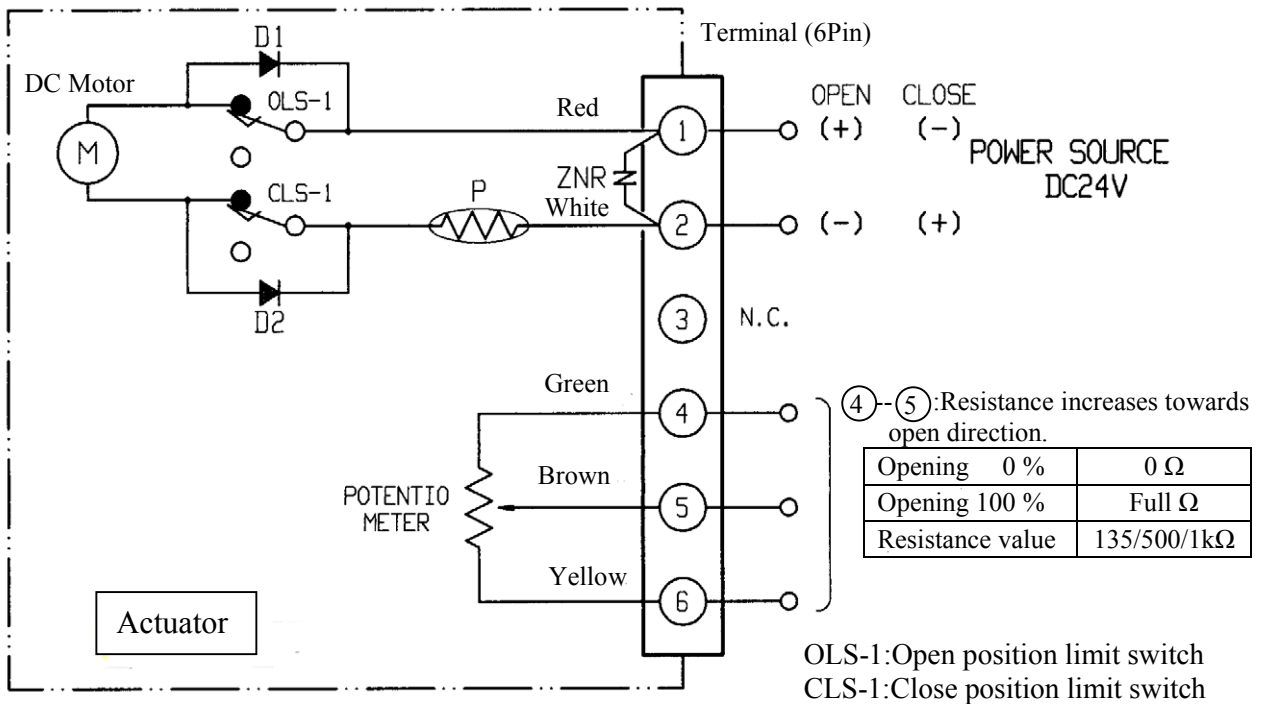 Terminal (6Pin)
D1
DC Motor
OLS-1
Red
OPEN CLOSE
(+) (-)
M
1
POWER SOURCE
DC24V
ZNR
CLS-1
P
White
2
(-) (+)
D2
3
N.C.
Green
4
④--⑤:Resistance increases towards
open direction.
Opening 0 % 0 Ω
Opening 100 % Full Ω
Resistance value 135/500/1kΩ
Brown
5
POTENTIO
METER
Yellow
6
Actuator
OLS-1:Open position limit switch
CLS-1:Close position limit switch